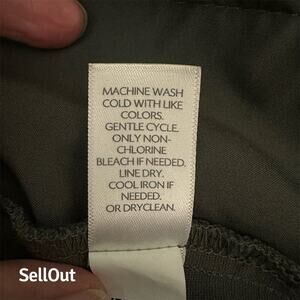 MACHINE WASH
COLD WITH LIKE
COLORS.
GENTLE CYCLE.
ONLY NON-
CHLORINE
BLEACH IF NEEDED.
LINE DRY.
COOL IRON IF
NEEDED.
OR DRYCLEAN.
SellOut